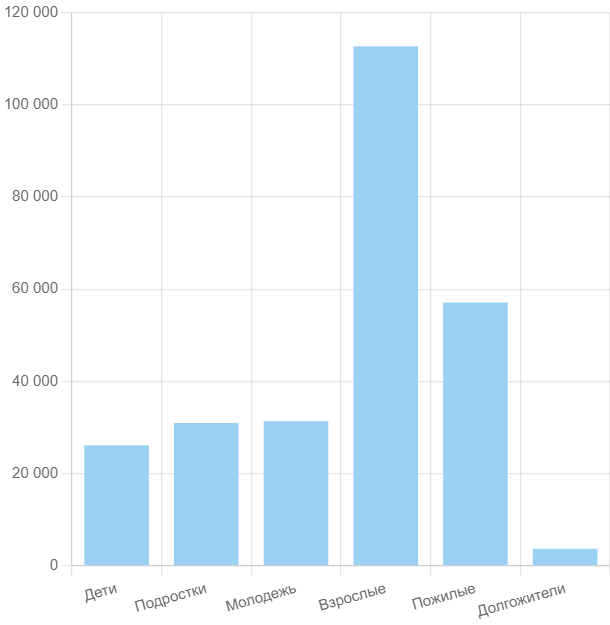 120 000
100 000
80 000
60 000
40 000
20 000
0
Дети
Подростки
Молодежь
Взрослые
Пожилые
Долгожители